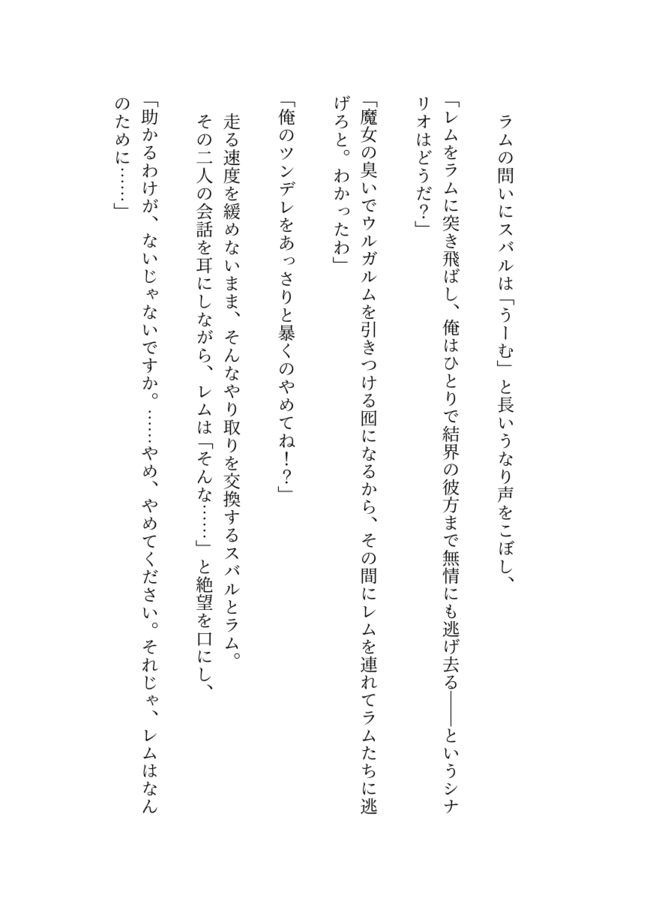 ラムの問いにスバルは「うーむ」と長いうなり声をこぼし、
「レムをラムに突き飛ばし、俺はひとりで結界の彼方まで無情にも逃げ去る――というシナ
リオはどうだ？」
「魔女の臭いでウルガルムを引きつける囮になるから、その間にレムを連れてラムたちに逃
げろと。わかったわ」
「俺のツンデレをあっさりと暴くのやめてね！？」
走る速度を緩めないまま、そんなやり取りを交換するスバルとラム。
その二人の会話を耳にしながら、レムは「そんな……」と絶望を口にし、
「助かるわけが、ないじゃないですか。……やめ、やめてください。それじゃ、レムはなん
のために……」